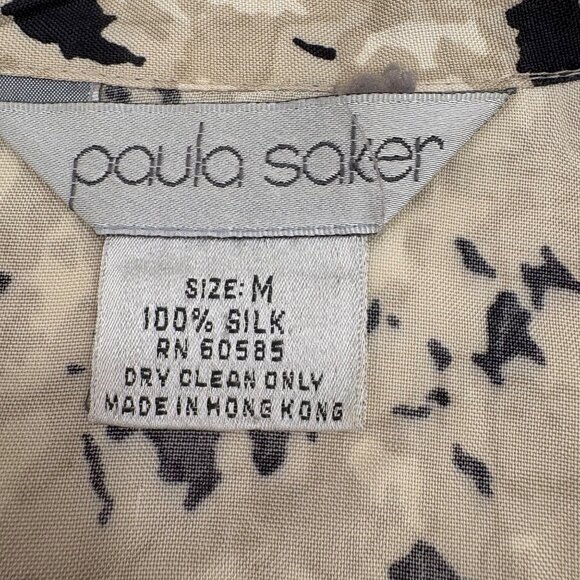 paula saker
SIZE: M
100% SILK
RN 60585
DRY CLEAN ONLY
MADE IN HONG KONG